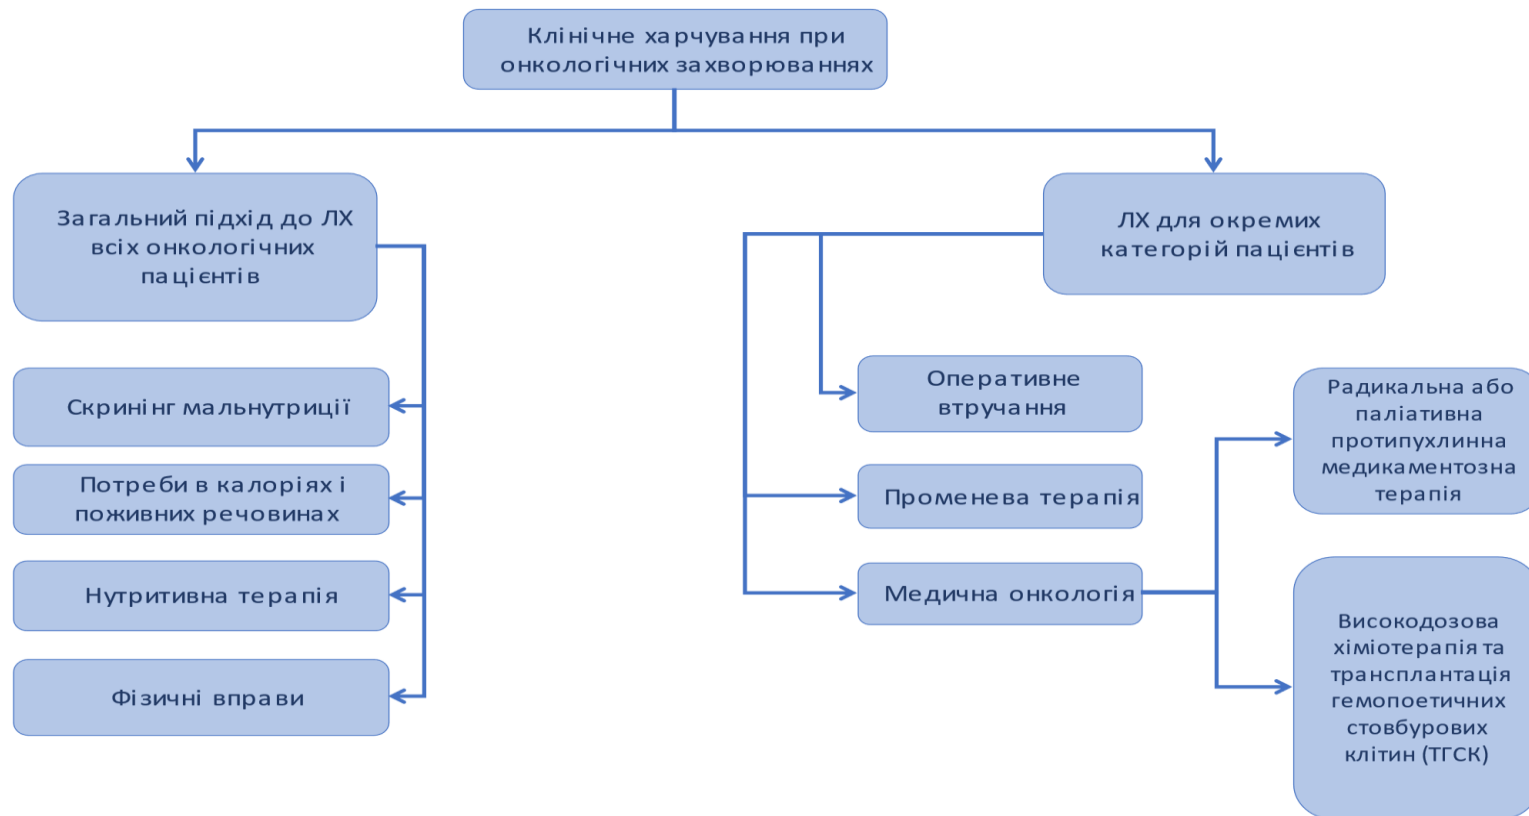 Клінічне харчування при
онкологічних захворюваннях
Загальний підхід до ЛХ
всіх онкологічних
пацієнтів
Скринінг мальнутриції
Потреби в калоріях і
поживних речовинах
Нутритивна терапія
Фізичні вправи
ЛХ для окремих
категорій пацієнтів
Оперативне
втручання
Променева терапія
Медична онкологія
Радикальна або
паліативна
протипухлинна
медикаментозна
терапія
Високодозова
хіміотерапія та
трансплантація
гемопоетичних
стовбурових
клітин (ТГСК)